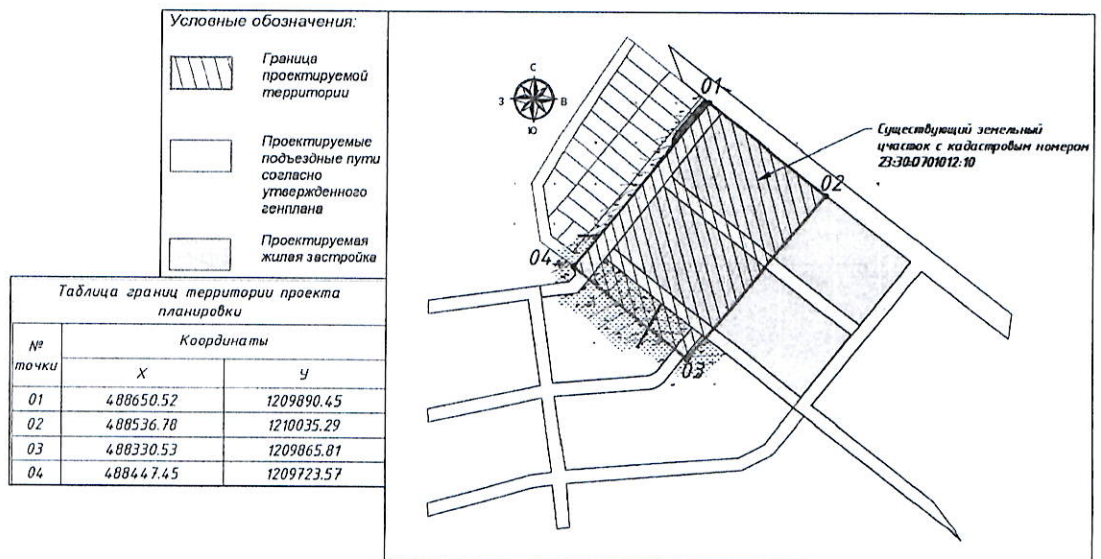 Условные обозначения:
Граница
проектируемой
территории
Проектируемые
подъездные пути
согласно
утвержденного
генплана
Проектируемая
жилая застройка
Таблица границ территории проекта
планировки
№
точки
Координаты
X
У
01 488650.52 1209890.45
02 488536.78 1210035.29
03 488330.53 1209865.81
04 488447.45 1209723.57
С
З
В
Ю
01
02
03
04
Существующий земельный
участок с кадастровым номером
23:30:0701012:10